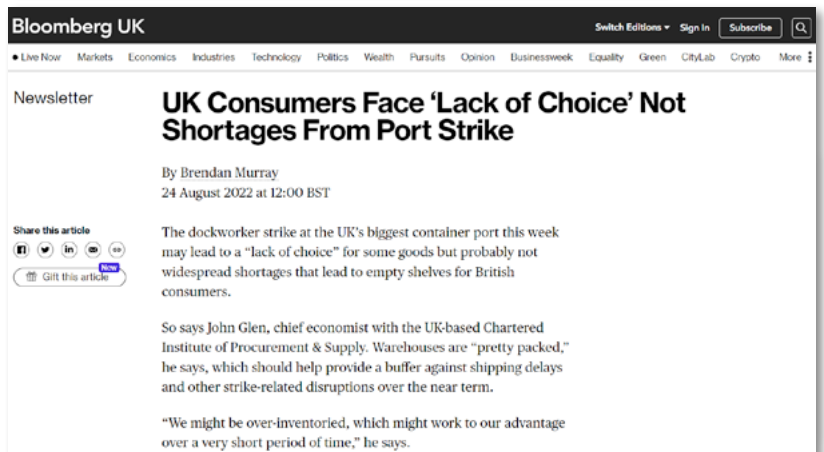 Bloomberg UK
Switch Editions Sign In Subscribe
Live Now Markets Economics Industries Technology Politics Wealth Pursuits Opinion Businessweek Equality Green CityLab Crypto More
Newsletter
UK Consumers Face ‘Lack of Choice’ Not
Shortages From Port Strike
By Brendan Murray
24 August 2022 at 12:00 BST
Share this article
New
Gift this article
The dockworker strike at the UK’s biggest container port this week
may lead to a “lack of choice” for some goods but probably not
widespread shortages that lead to empty shelves for British
consumers.
So says John Glen, chief economist with the UK-based Chartered
Institute of Procurement & Supply. Warehouses are “pretty packed,”
he says, which should help provide a buffer against shipping delays
and other strike-related disruptions over the near term.
“We might be over-inventoried, which might work to our advantage
over a very short period of time,” he says.